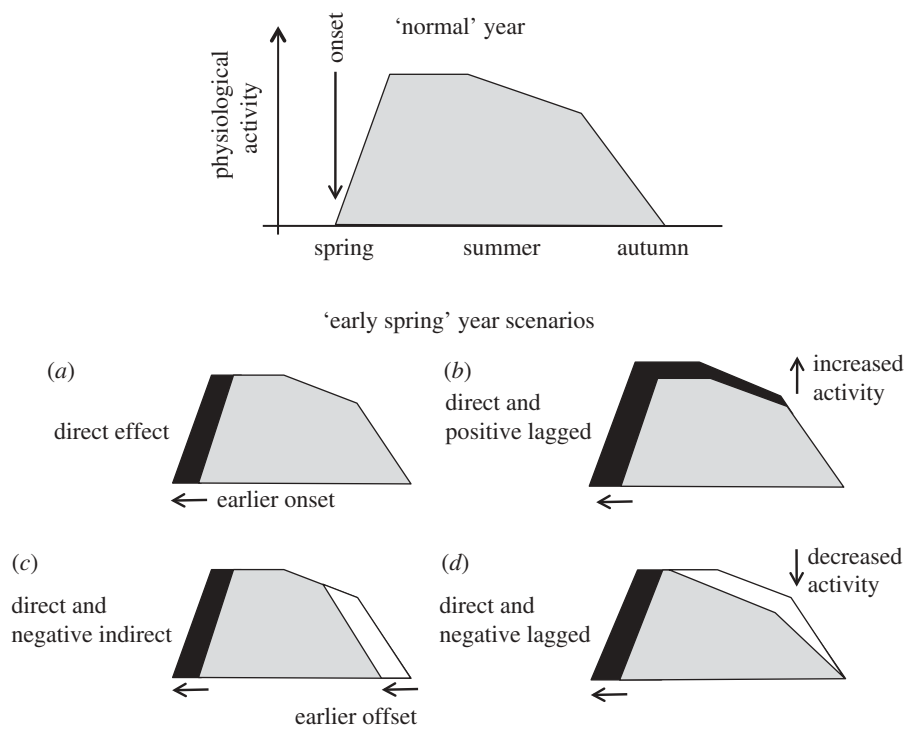 ‘normal’ year
onset
physiological
activity
spring
summer
autumn
‘early spring’ year scenarios
(a)
direct effect
earlier onset
(b)
direct and
positive lagged
increased
activity
(c)
direct and
negative indirect
earlier offset
(d)
direct and
negative lagged
decreased
activity